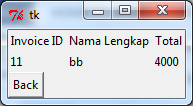 tk
Invoice ID Nama Lengkap Total
11 bb 4000
Back